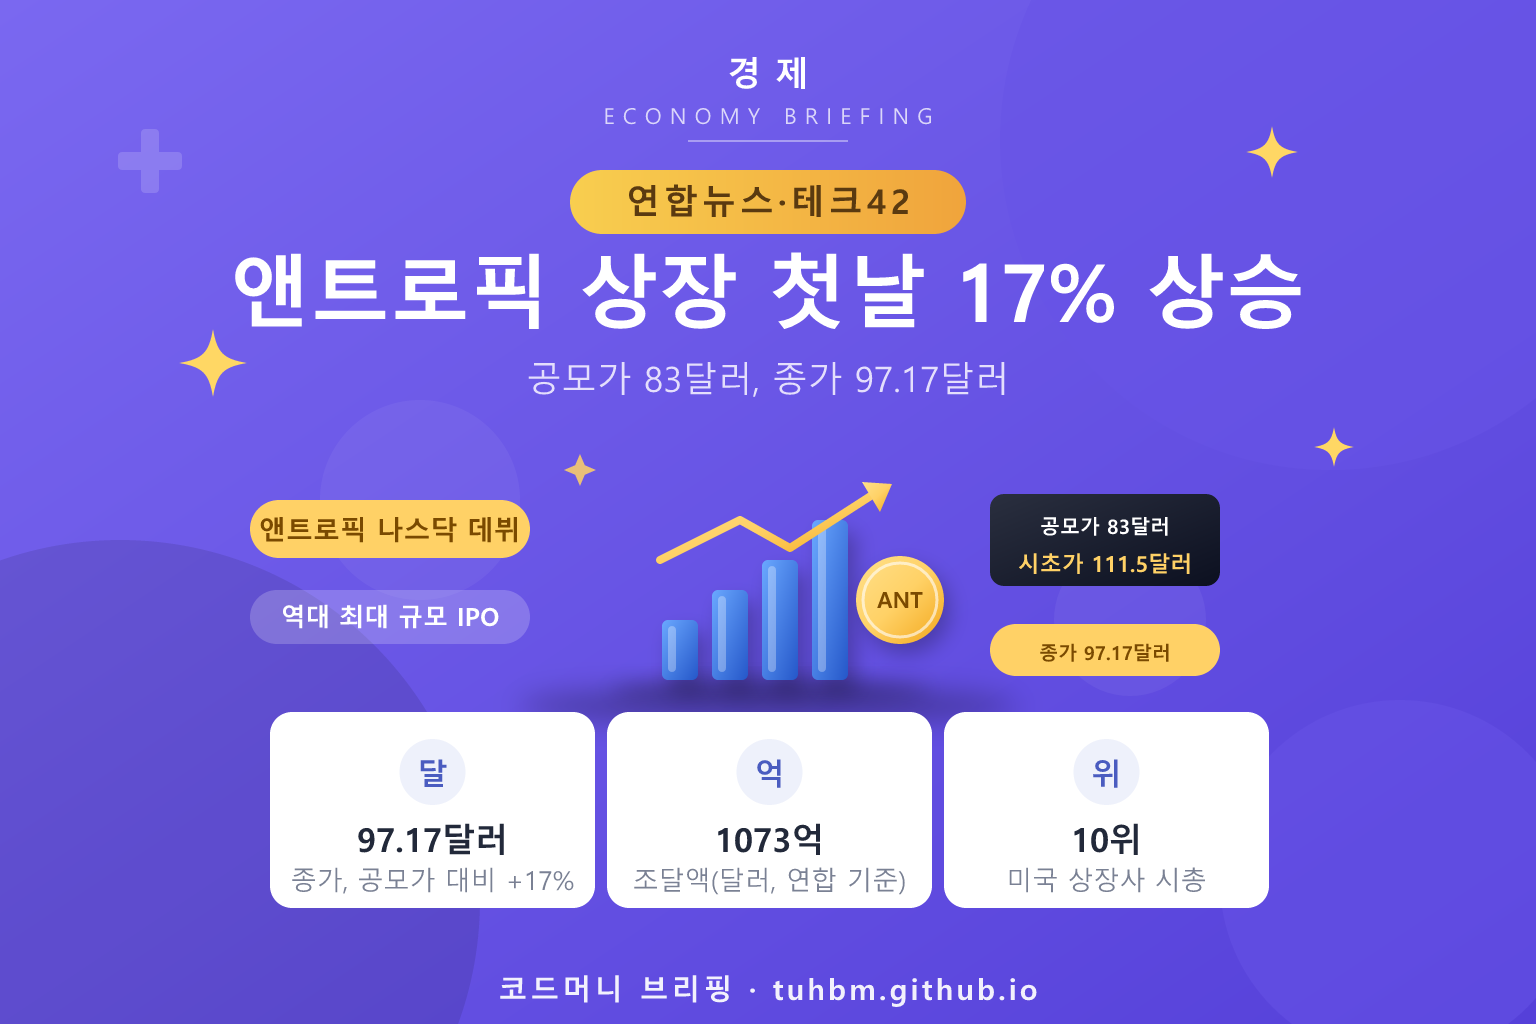 경제
ECONOMY BRIEFING
연합뉴스·테크42
앤트로픽 상장 첫날 17% 상승
공모가 83달러, 종가 97.17달러
앤트로픽 나스닥 데뷔
역대 최대 규모 IPO
ANT
공모가 83달러
시초가 111.5달러
종가 97.17달러
달
97.17달러
종가, 공모가 대비 +17%
억
1073억
조달액(달러, 연합 기준)
위
10위
미국 상장사 시총
코드머니 브리핑 · tuhbm.github.io